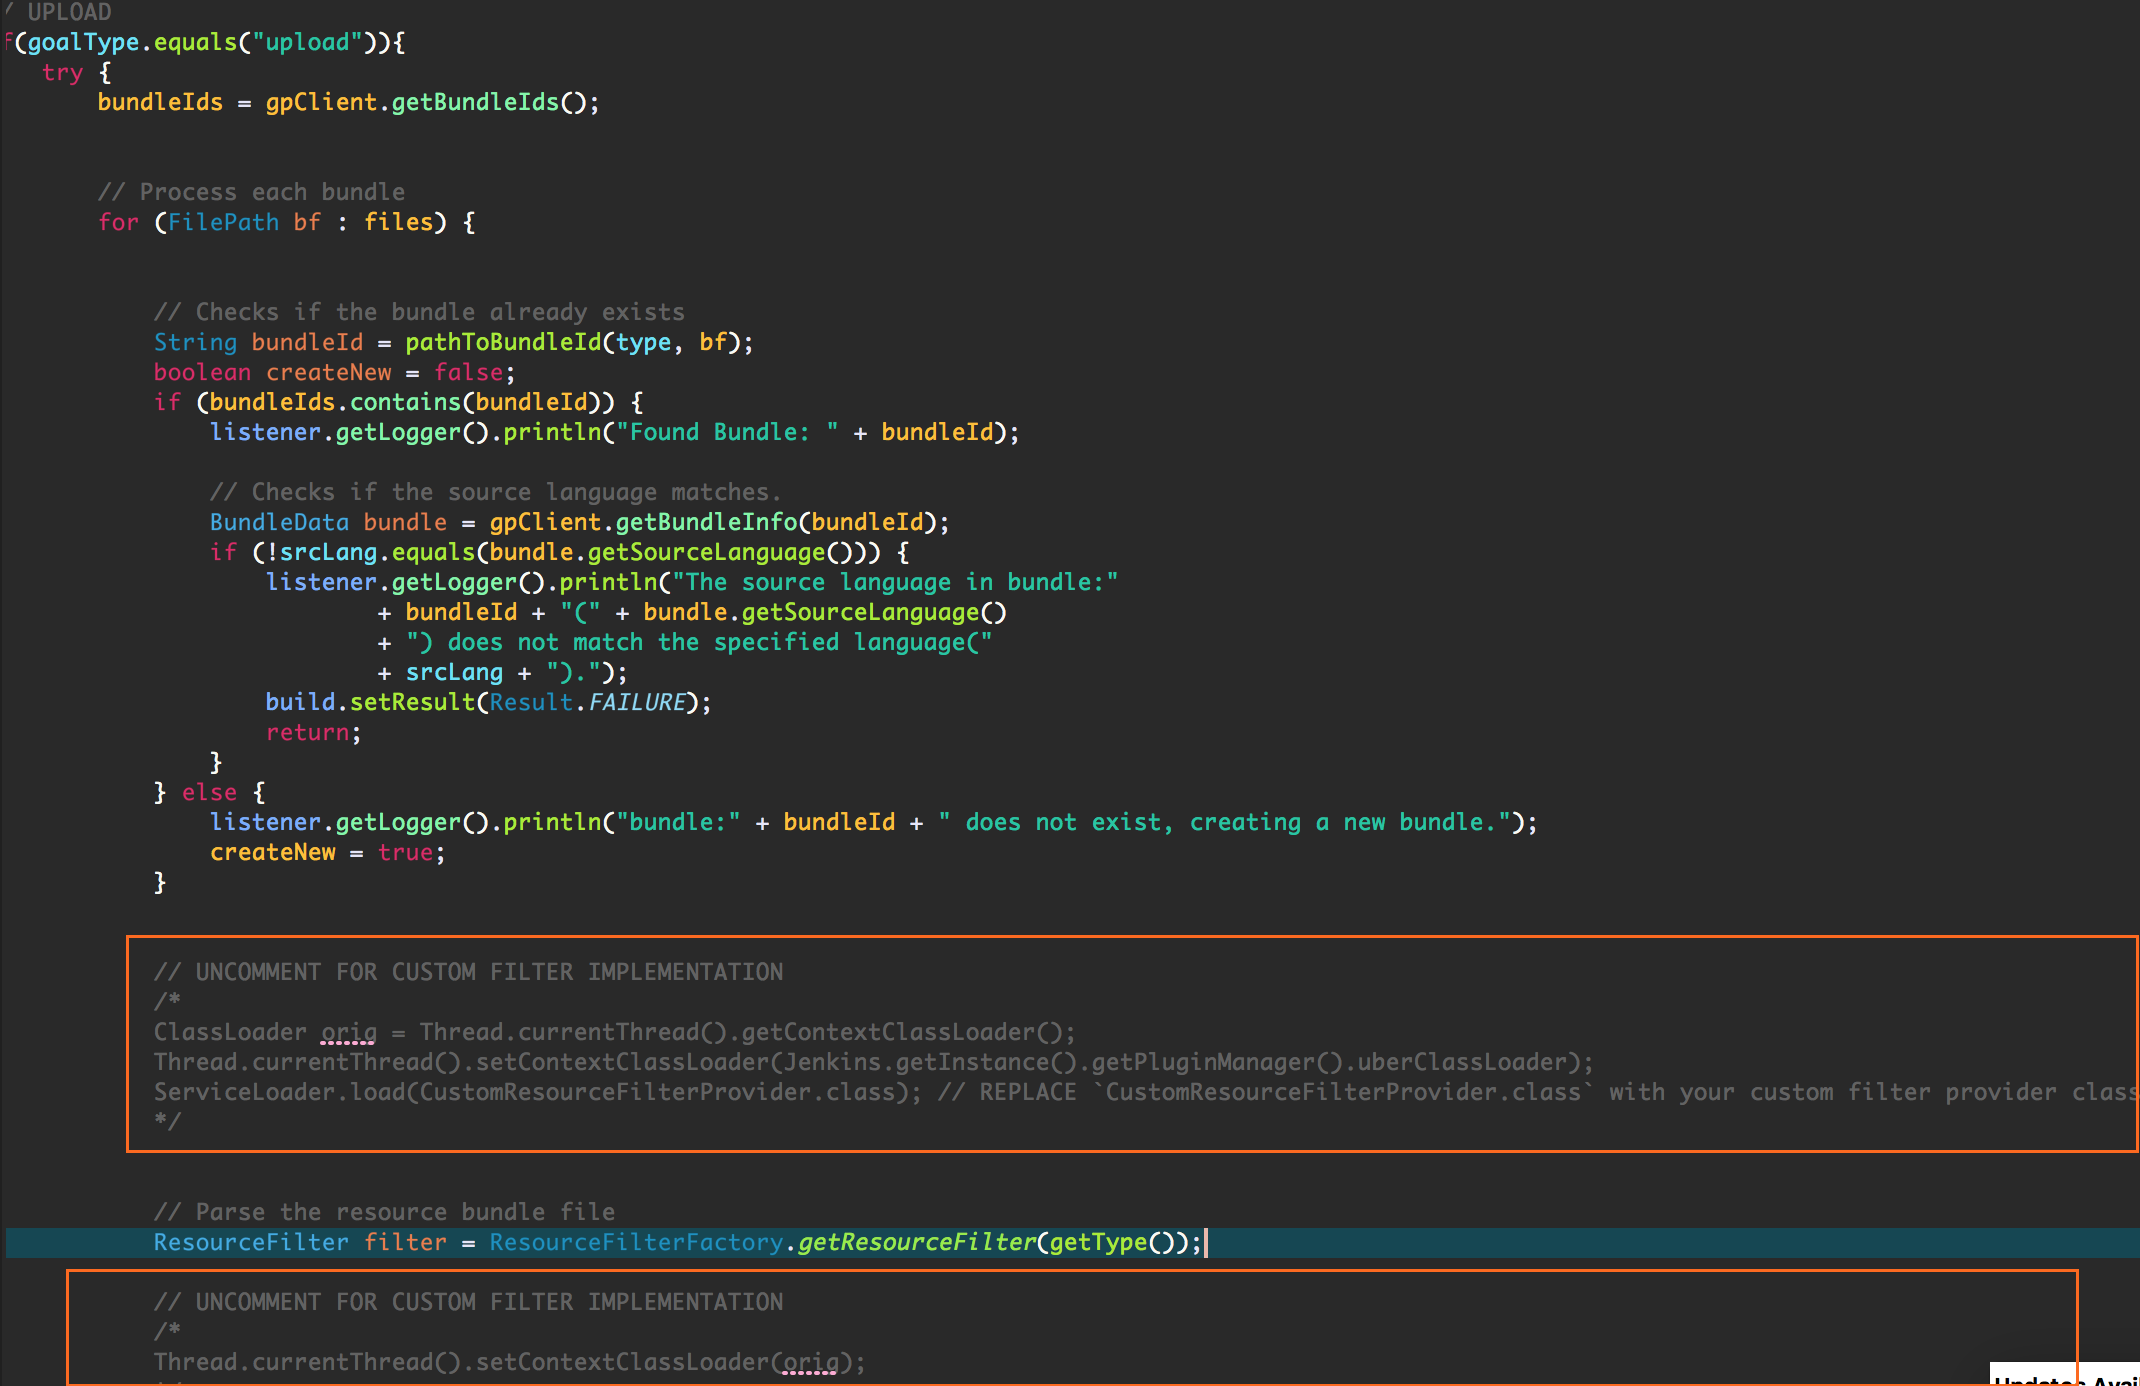 / UPLOAD
f(goalType.equals("upload")){
try {
bundleIds = gpClient.getBundleIds();
// Process each bundle
for (FilePath bf : files) {
// Checks if the bundle already exists
String bundleId = pathToBundleId(type, bf);
boolean createNew = false;
if (bundleIds.contains(bundleId)) {
listener.getLogger().println("Found Bundle: " + bundleId);
// Checks if the source language matches.
BundleData bundle = gpClient.getBundleInfo(bundleId);
if (!srcLang.equals(bundle.getSourceLanguage())) {
listener.getLogger().println("The source language in bundle:"
+ bundleId + "(" + bundle.getSourceLanguage()
+ ") does not match the specified language("
+ srcLang + ").");
build.setResult(Result.FAILURE);
return;
}
} else {
listener.getLogger().println("bundle:" + bundleId + " does not exist, creating a new bundle.");
createNew = true;
}
// UNCOMMENT FOR CUSTOM FILTER IMPLEMENTATION
/*
ClassLoader orig = Thread.currentThread().getContextClassLoader();
Thread.currentThread().setContextClassLoader(Jenkins.getInstance().getPluginManager().uberClassLoader);
ServiceLoader.load(CustomResourceFilterProvider.class); // REPLACE `CustomResourceFilterProvider.class` with your custom filter provider class
*/
// Parse the resource bundle file
ResourceFilter filter = ResourceFilterFactory.getResourceFilter(getType());
// UNCOMMENT FOR CUSTOM FILTER IMPLEMENTATION
/*
Thread.currentThread().setContextClassLoader(orig);